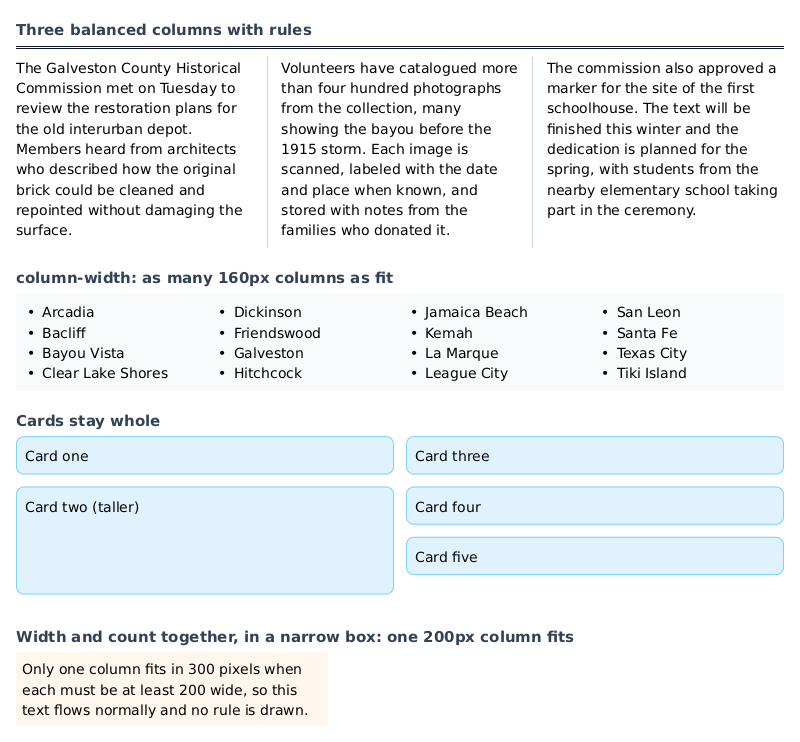 Three balanced columns with rules
The Galveston County Historical
Commission met on Tuesday to
review the restoration plans for
the old interurban depot.
Members heard from architects
who described how the original
brick could be cleaned and
repointed without damaging the
surface.
Volunteers have catalogued more
than four hundred photographs
from the collection, many
showing the bayou before the
1915 storm. Each image is
scanned, labeled with the date
and place when known, and
stored with notes from the
families who donated it.
The commission also approved a
marker for the site of the first
schoolhouse. The text will be
finished this winter and the
dedication is planned for the
spring, with students from the
nearby elementary school taking
part in the ceremony.
column-width: as many 160px columns as fit
• Arcadia
• Bacliff
• Bayou Vista
• Clear Lake Shores
• Dickinson
• Friendswood
• Galveston
• Hitchcock
• Jamaica Beach
• Kemah
• La Marque
• League City
• San Leon
• Santa Fe
• Texas City
• Tiki Island
Cards stay whole
Card one
Card two (taller)
Card three
Card four
Card five
Width and count together, in a narrow box: one 200px column fits
Only one column fits in 300 pixels when
each must be at least 200 wide, so this
text flows normally and no rule is drawn.